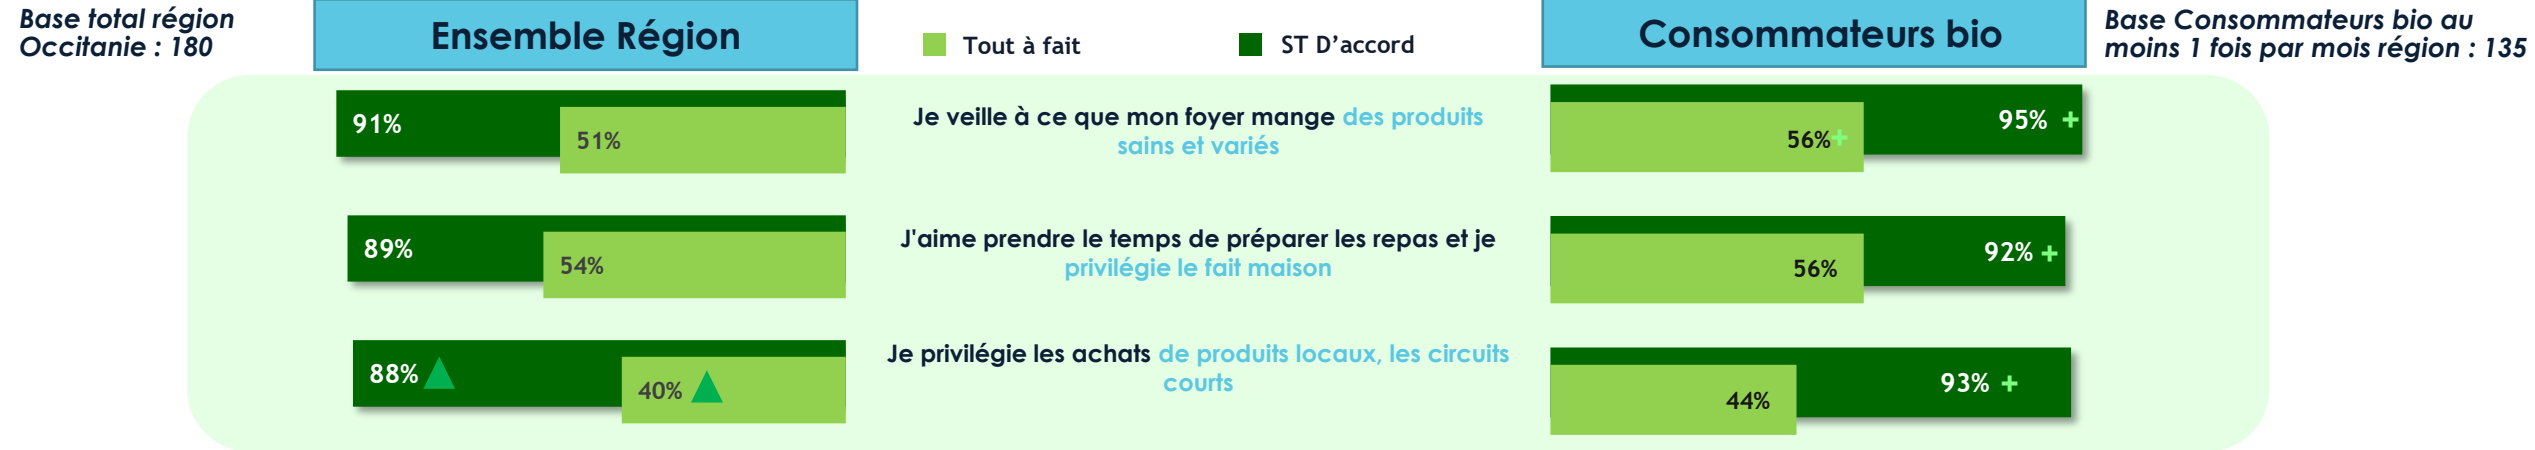 Base total région
Occitanie : 180
Ensemble Région
Tout à fait
ST D’accord
Consommateurs bio
Base Consommateurs bio au
moins 1 fois par mois région : 135
91%
51%
Je veille à ce que mon foyer mange des produits
sains et variés
56%+
95% +
89%
54%
J'aime prendre le temps de préparer les repas et je
privilégie le fait maison
56%
92% +
88%
40%
Je privilégie les achats de produits locaux, les circuits
courts
44%
93% +